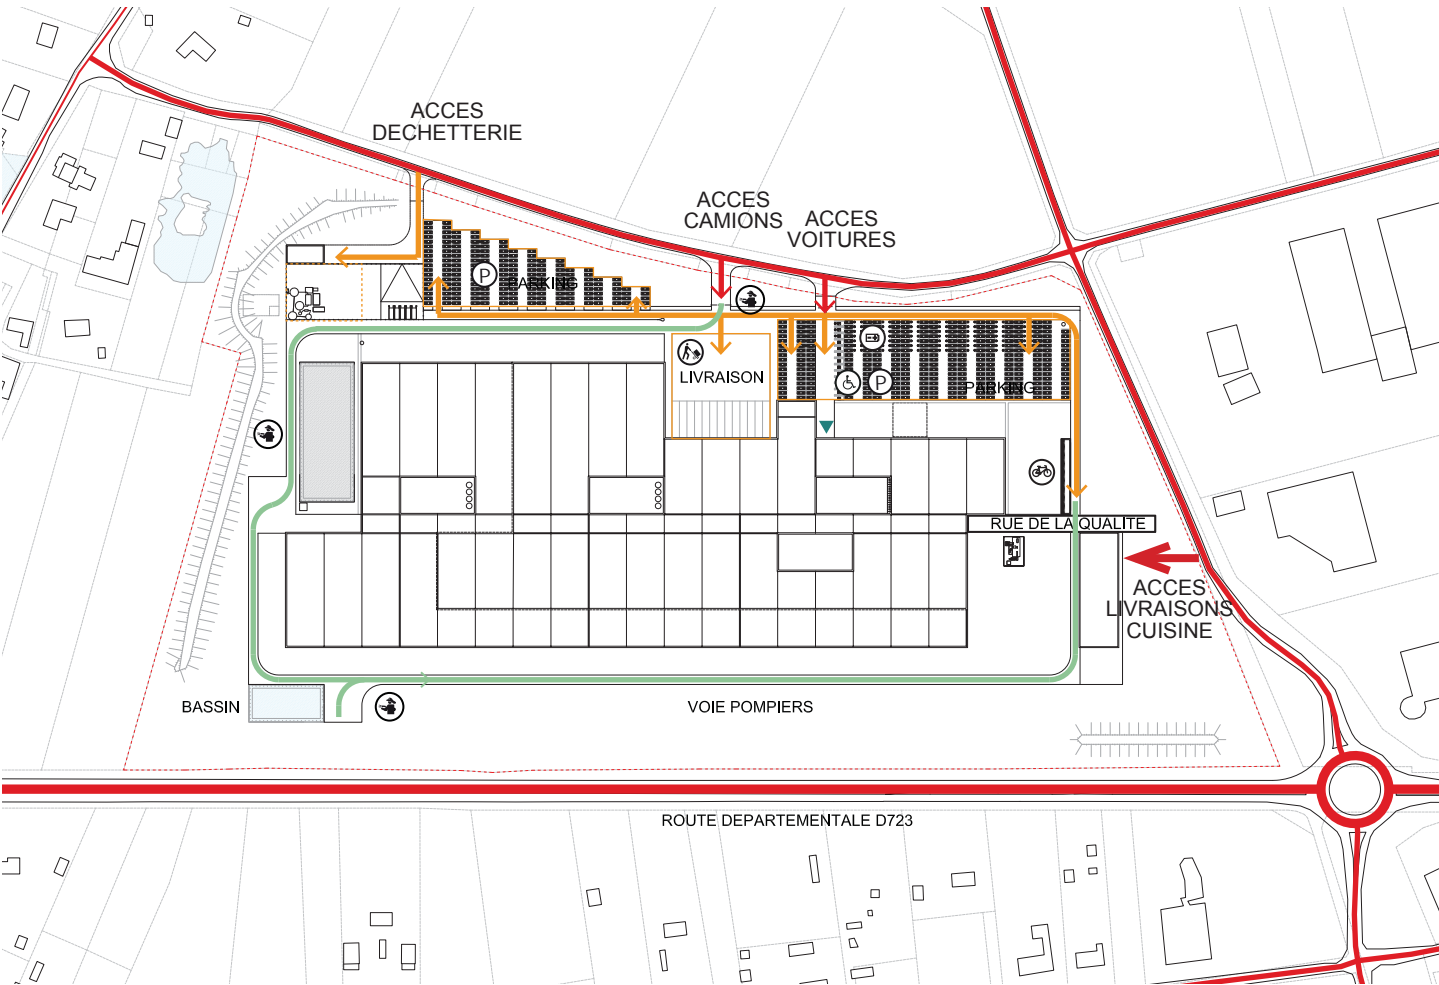 ACCES
DECHETTERIE
ACCES
CAMIONS
ACCES
VOITURES
P
PARKING
LIVRAISON
P
PARKING
RUE DE LA QUALITE
ACCES
LIVRAISONS
CUISINE
BASSIN
VOIE POMPIERS
ROUTE DEPARTEMENTALE D723